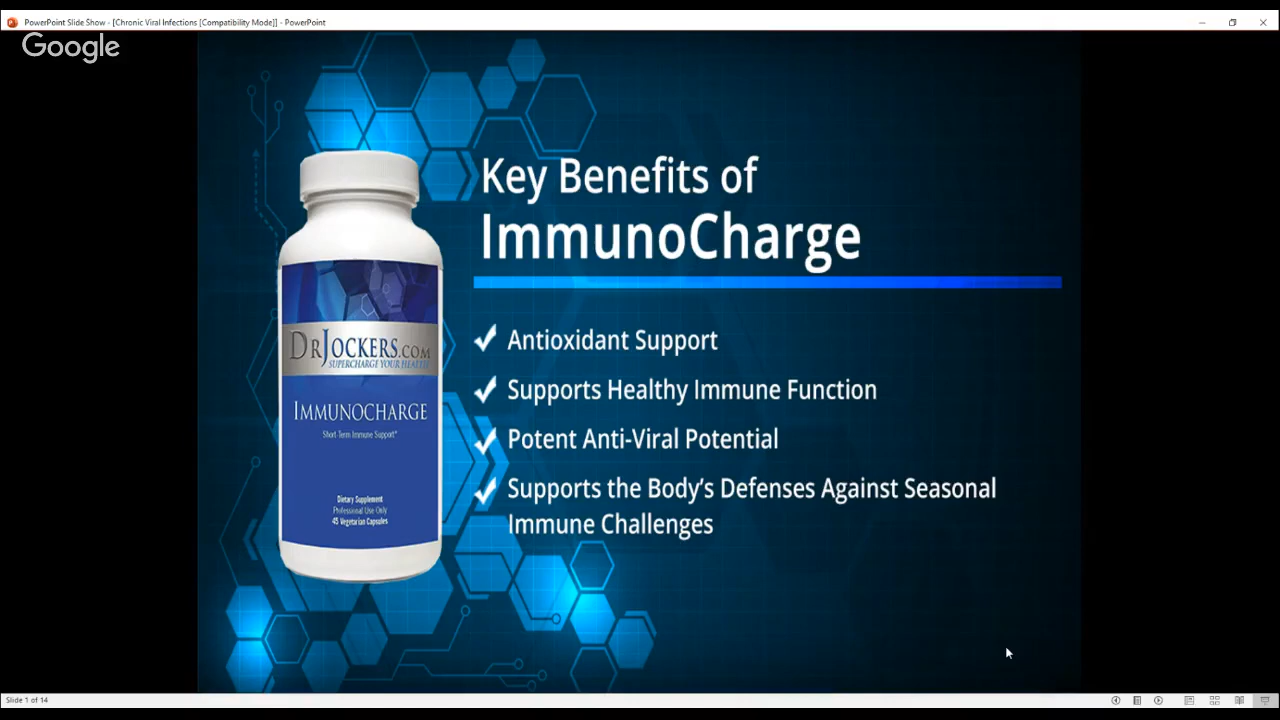 PowerPoint Slide Show - [Chronic Viral Infections [Compatibility Mode]] - PowerPoint
Google
Key Benefits of
ImmunoCharge
DRJOCKERS.COM
SUPERCHARGE YOUR HEALTH
IMMUNOCHARGE
Short-Term Immune Support*
Dietary Supplement
Professional Use Only
45 Vegetarian Capsules
Antioxidant Support
Supports Healthy Immune Function
Potent Anti-Viral Potential
Supports the Body's Defenses Against Seasonal
Immune Challenges
Slide 1 of 14